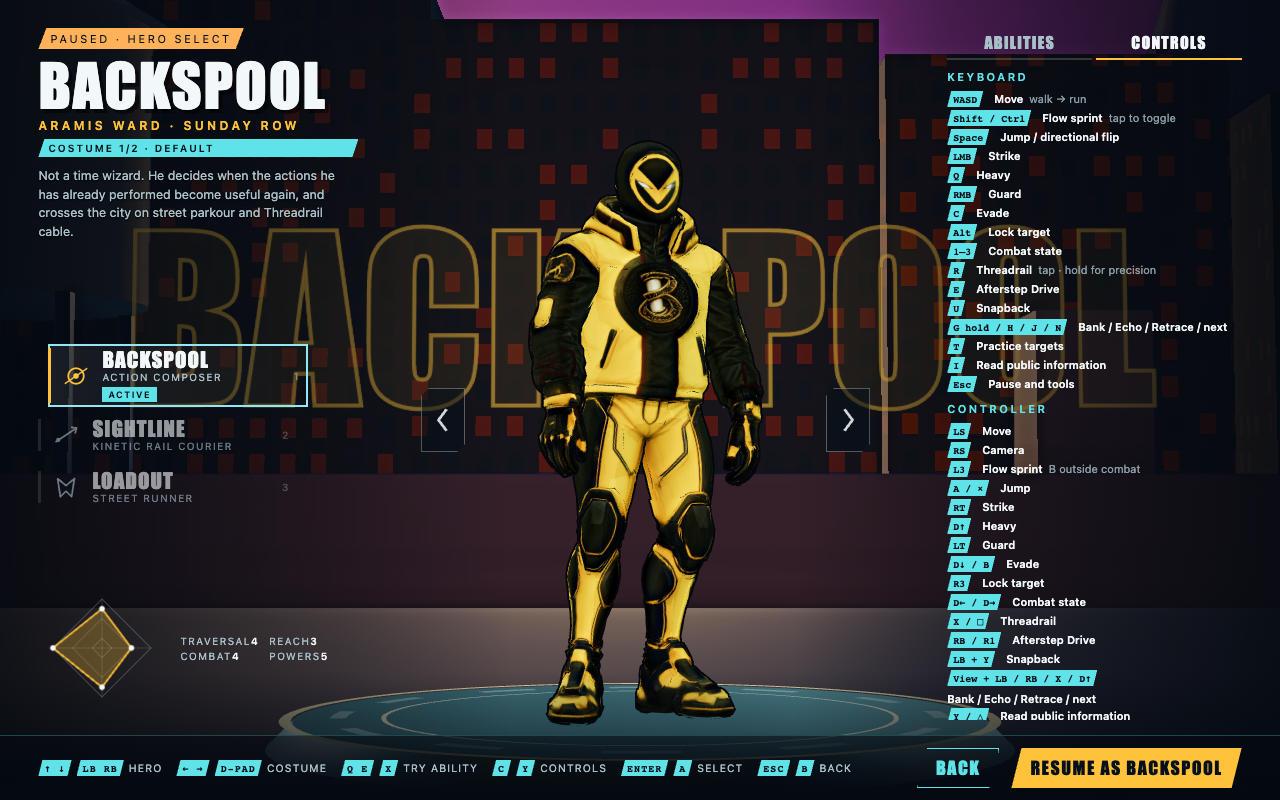 PAUSED · HERO SELECT
BACKSPOOL
ARAMIS WARD · SUNDAY ROW
COSTUME 1/2 · DEFAULT
Not a time wizard. He decides when the actions he
has already performed become useful again, and
crosses the city on street parkour and Threadrail
cable.
BACKSPOOL
BACKSPOOL
ACTION COMPOSER
ACTIVE
1
SIGHTLINE
KINETIC RAIL COURIER
2
LOADOUT
STREET RUNNER
3
TRAVERSAL4 REACH3
COMBAT4 POWERS5
ABILITIES CONTROLS
KEYBOARD
WASD Move walk → run
Shift / Ctrl Flow sprint tap to toggle
Space Jump / directional flip
LMB Strike
Q Heavy
RMB Guard
C Evade
Alt Lock target
1–3 Combat state
R Threadrail tap · hold for precision
E Afterstep Drive
U Snapback
G hold / H / J / N Bank / Echo / Retrace / next
T Practice targets
I Read public information
Esc Pause and tools
CONTROLLER
LS Move
RS Camera
L3 Flow sprint B outside combat
A / × Jump
RT Strike
D↑ Heavy
LT Guard
D↓ / B Evade
R3 Lock target
D← / D→ Combat state
X / □ Threadrail
RB / R1 Afterstep Drive
LB + Y Snapback
View + LB / RB / X / D↑
Bank / Echo / Retrace / next
Y / △ Read public information
↑ ↓ LB RB HERO ← → D-PAD COSTUME Q E X TRY ABILITY C Y CONTROLS ENTER A SELECT ESC B BACK
BACK
RESUME AS BACKSPOOL